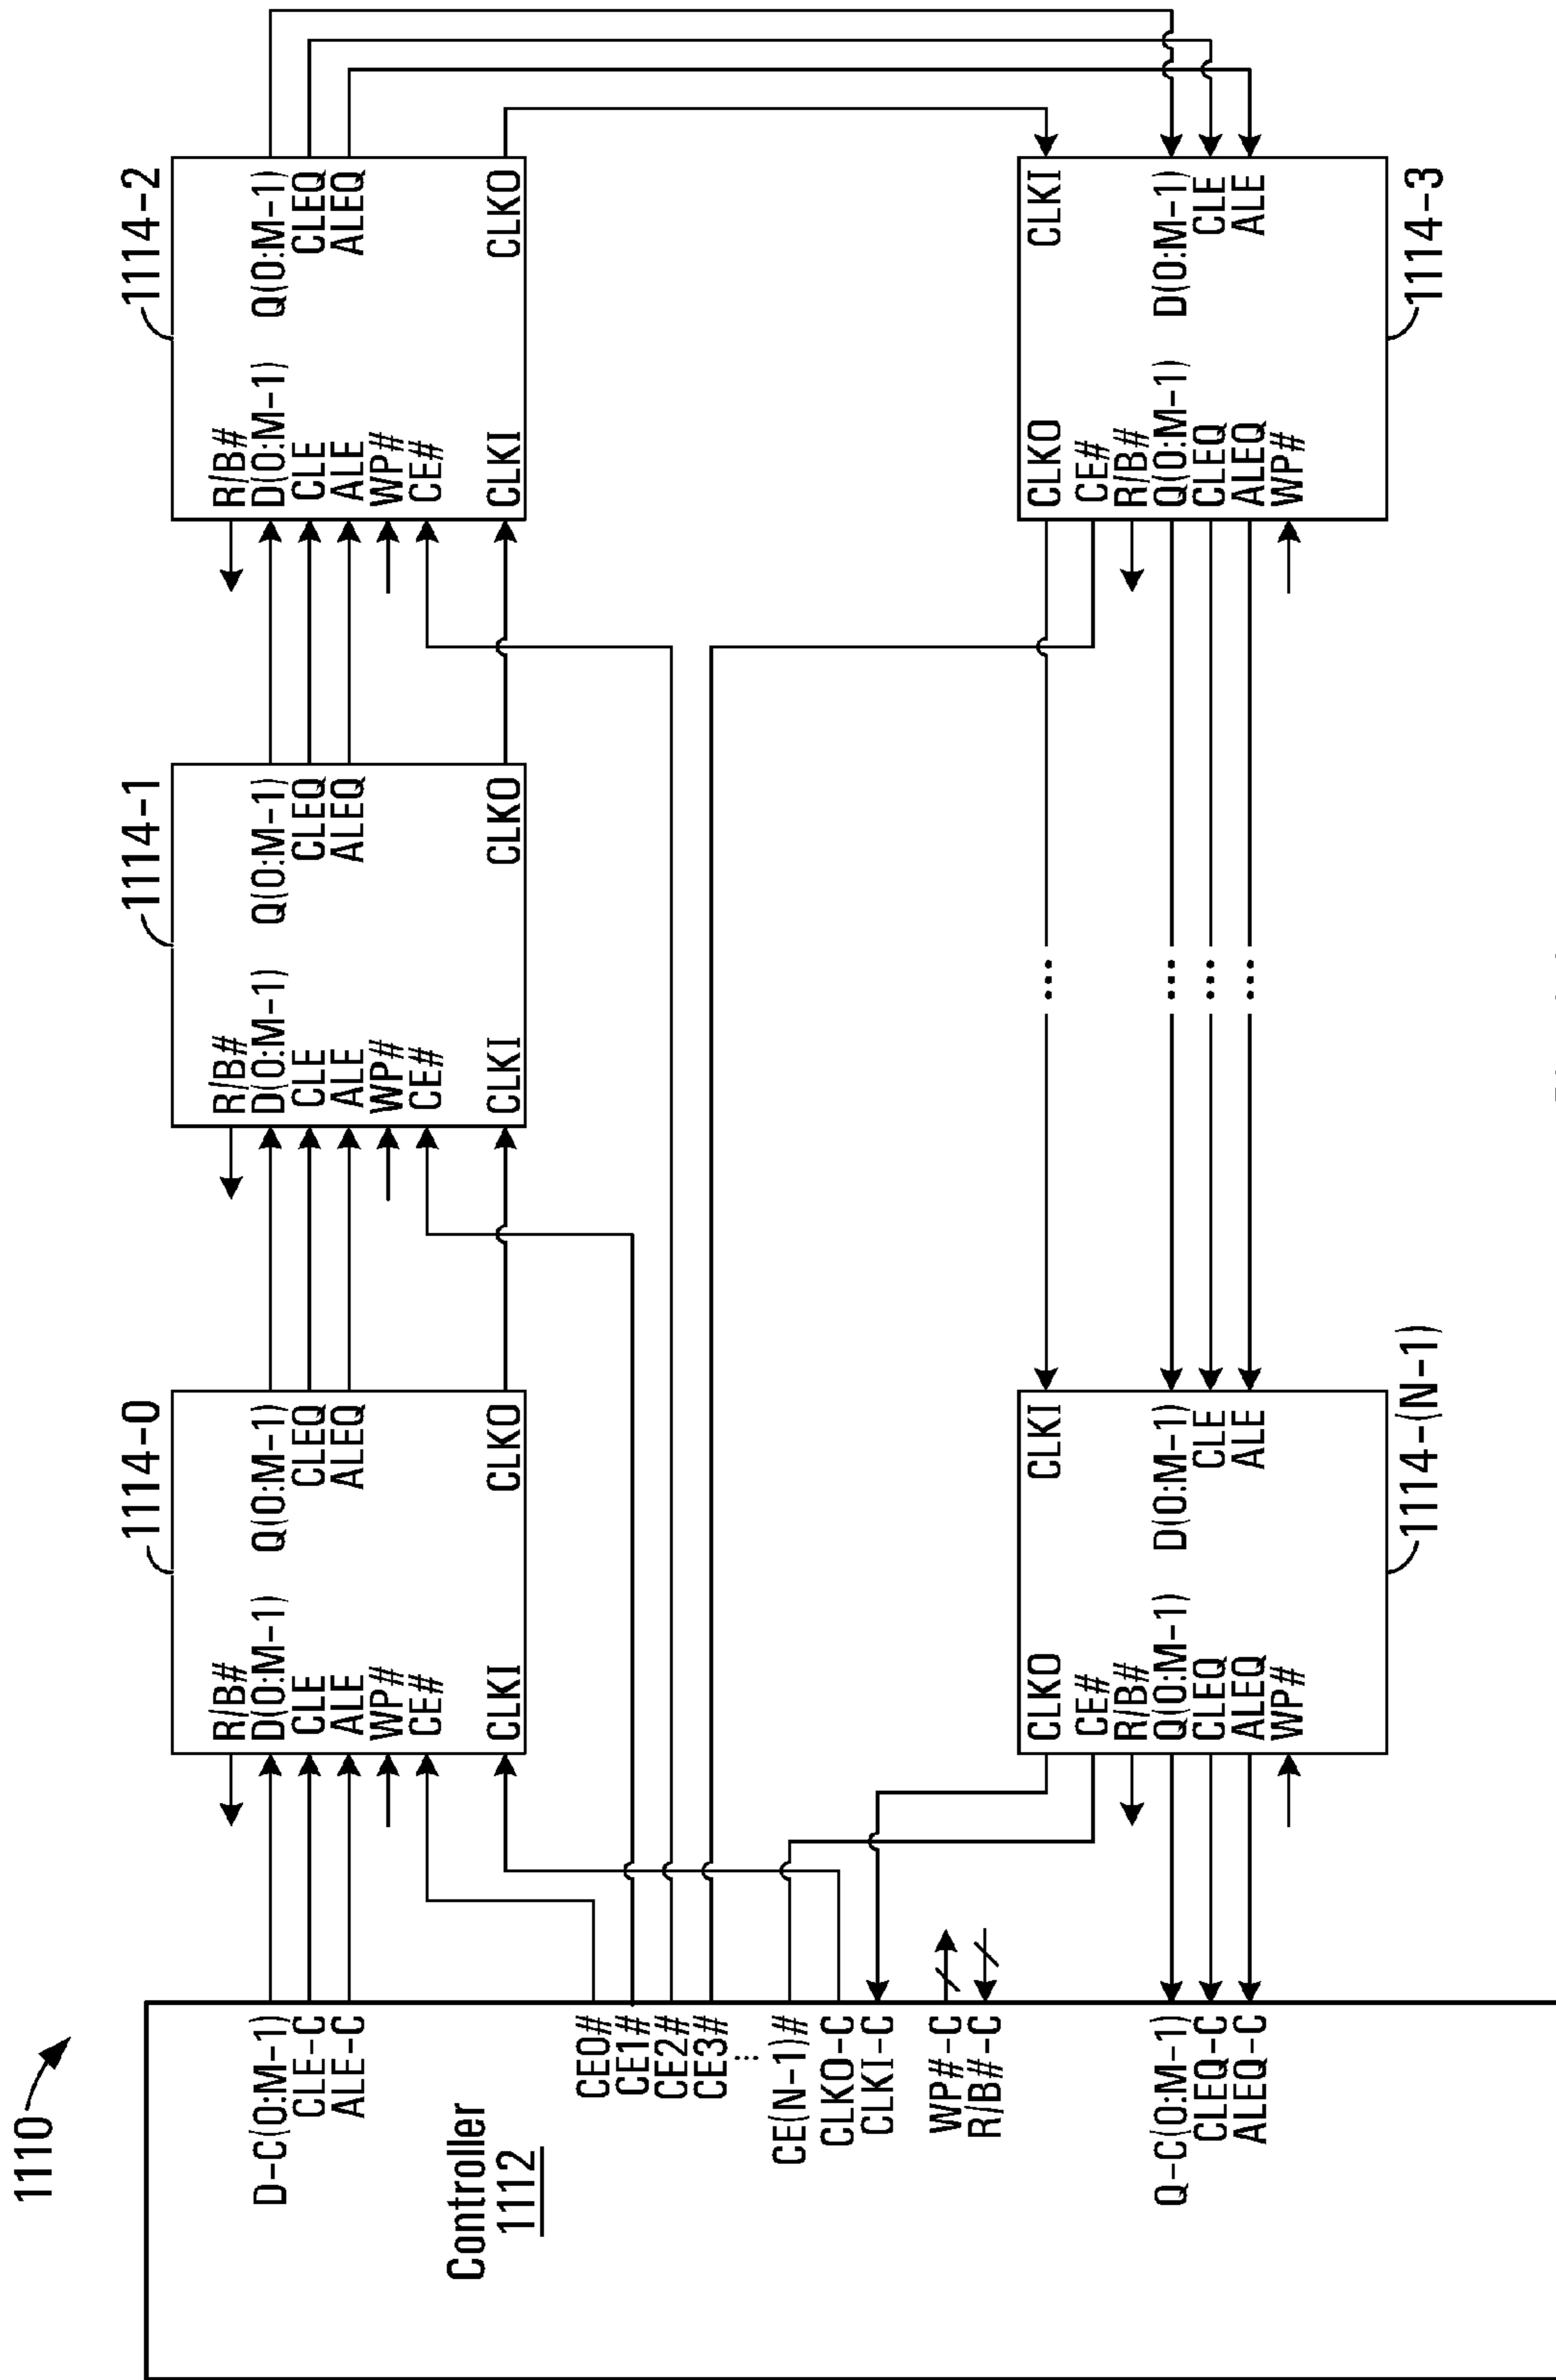 1110
1114-0
1114-1
1114-2
R/B#
D(0:M-1) Q(0:M-1)
CLE CLEQ
ALE ALEQ
WP#
CE#
CLKI CLKO
R/B#
D(0:M-1) Q(0:M-1)
CLE CLEQ
ALE ALEQ
WP#
CE#
CLKI CLKO
R/B#
D(0:M-1) Q(0:M-1)
CLE CLEQ
ALE ALEQ
WP#
CE#
CLKI CLKO
D-C(0:M-1)
CLE-C
ALE-C
Controller
1112
CE0#
CE1#
CE2#
CE3#
...
CE(N-1)#
CLKO-C
CLKI-C
WP#-C
R/B#-C
Q-C(0:M-1)
CLEQ-C
ALEQ-C
CLKO CLKI
CE#
R/B#
Q(0:M-1) D(0:M-1)
CLEQ CLE
ALEQ ALE
WP#
...
...
...
...
CLKO CLKI
CE#
R/B#
Q(0:M-1) D(0:M-1)
CLEQ CLE
ALEQ ALE
WP#
1114-(N-1)
1114-3